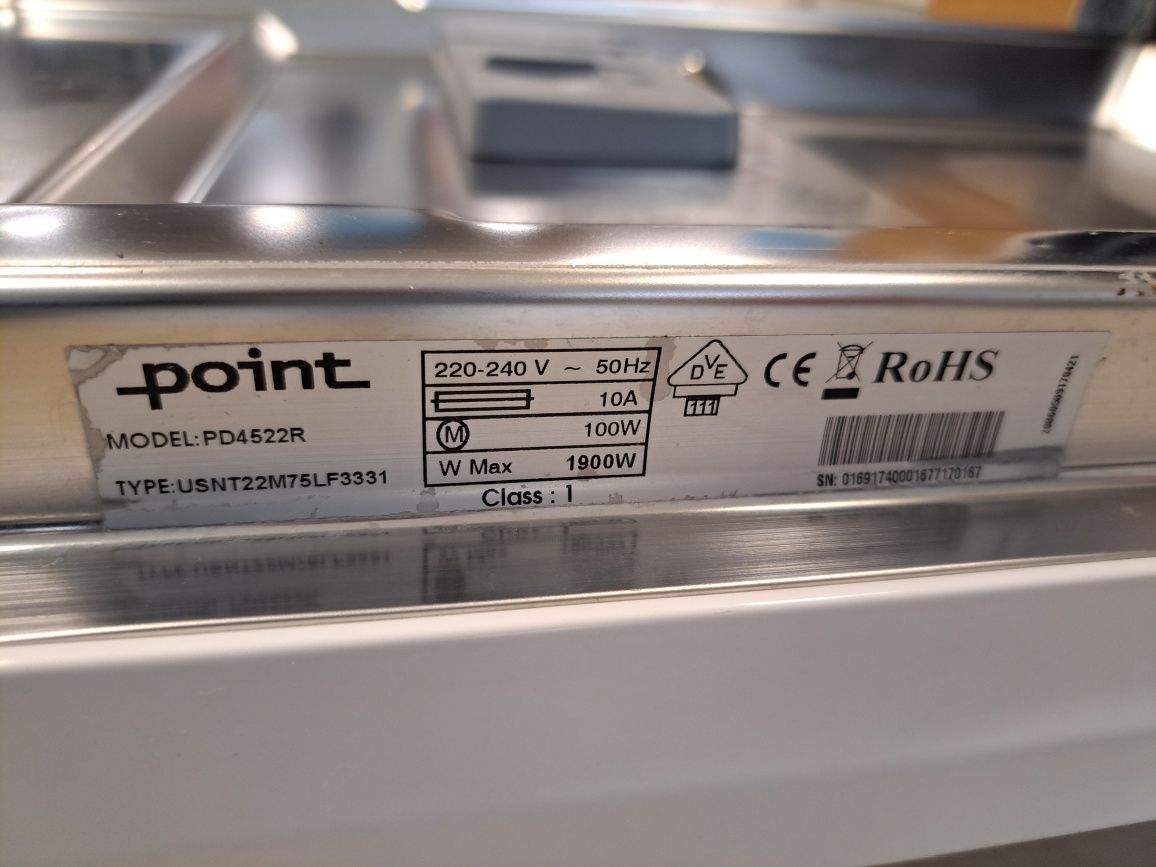 point
MODEL: PD4522R
TYPE: USNT22M75LF3331
220-240 V ~ 50Hz
10A
M 100W
W Max 1900W
Class : 1
DVE
111
CE RoHS
SN: 01691740001677170167